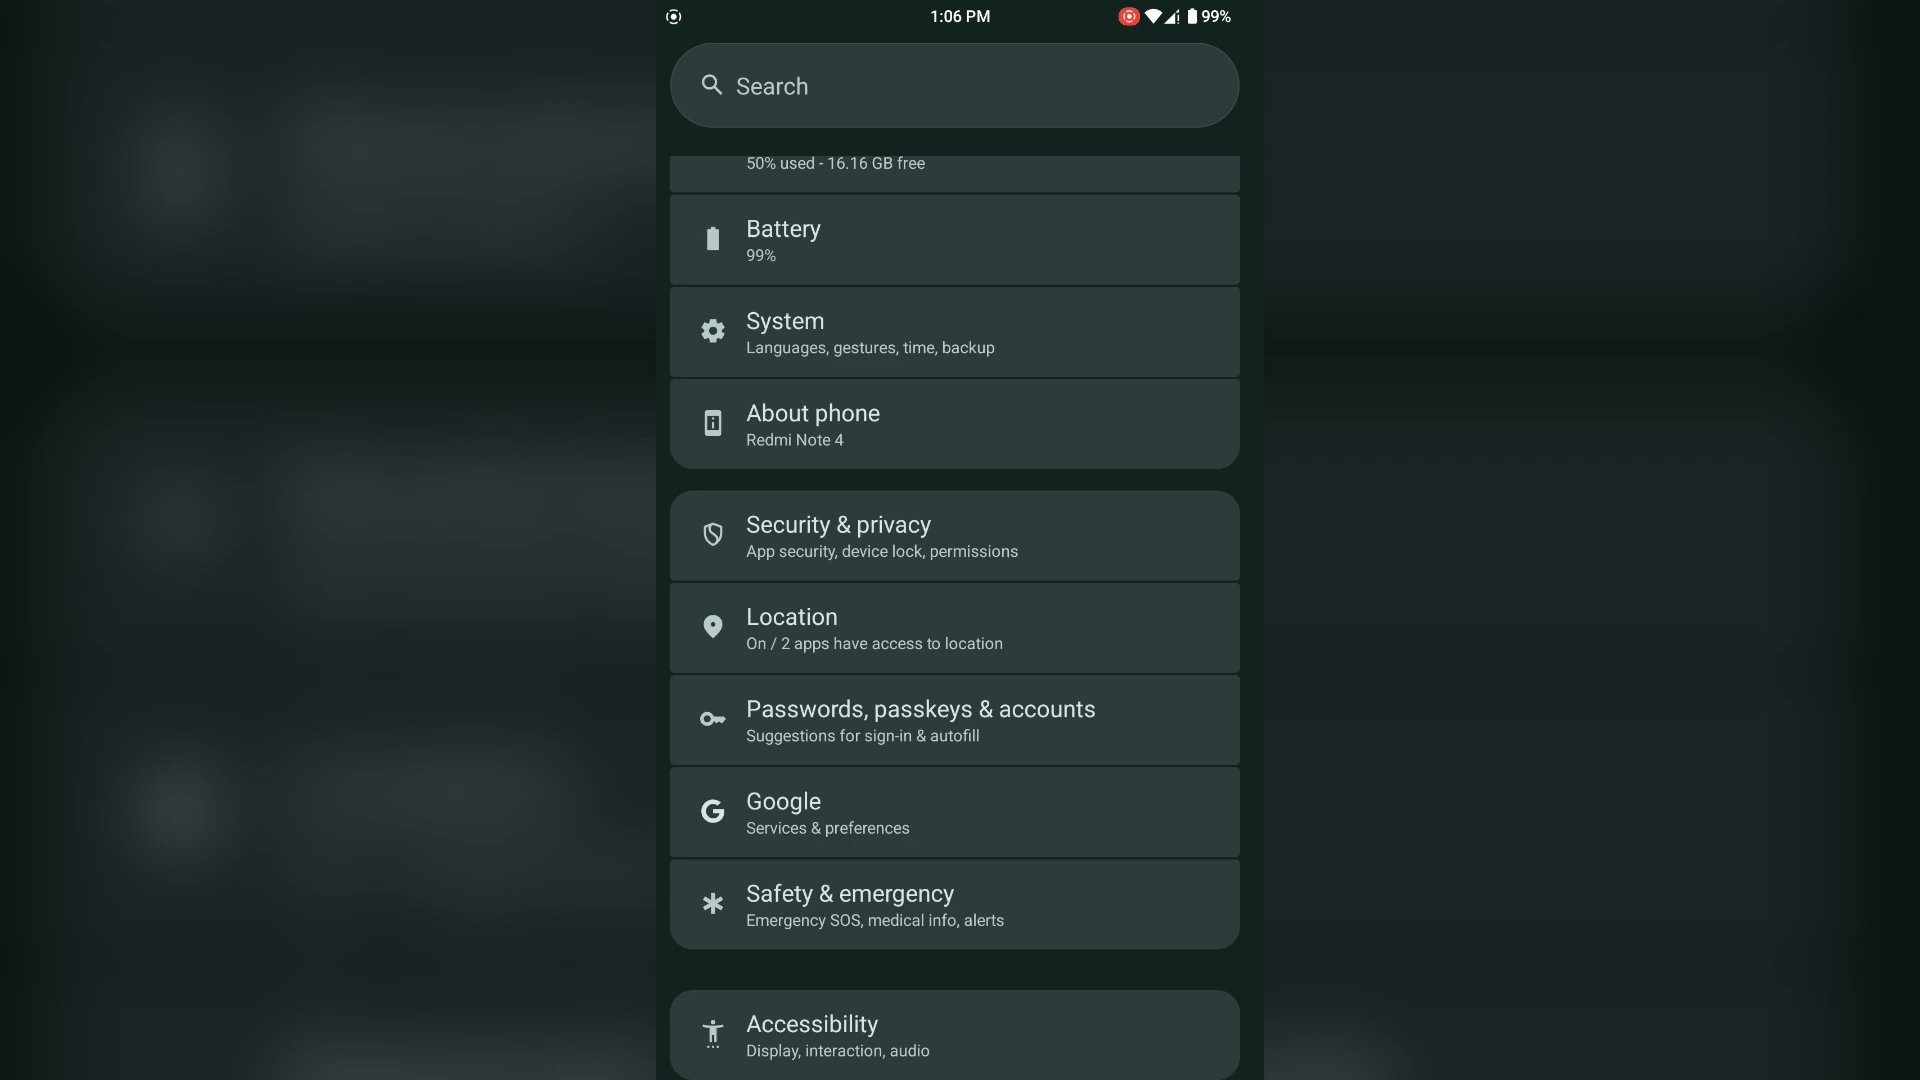 1:06 PM
99%
Search
50% used - 16.16 GB free
Battery
99%
System
Languages, gestures, time, backup
About phone
Redmi Note 4
Security & privacy
App security, device lock, permissions
Location
On / 2 apps have access to location
Passwords, passkeys & accounts
Suggestions for sign-in & autofill
Google
Services & preferences
Safety & emergency
Emergency SOS, medical info, alerts
Accessibility
Display, interaction, audio